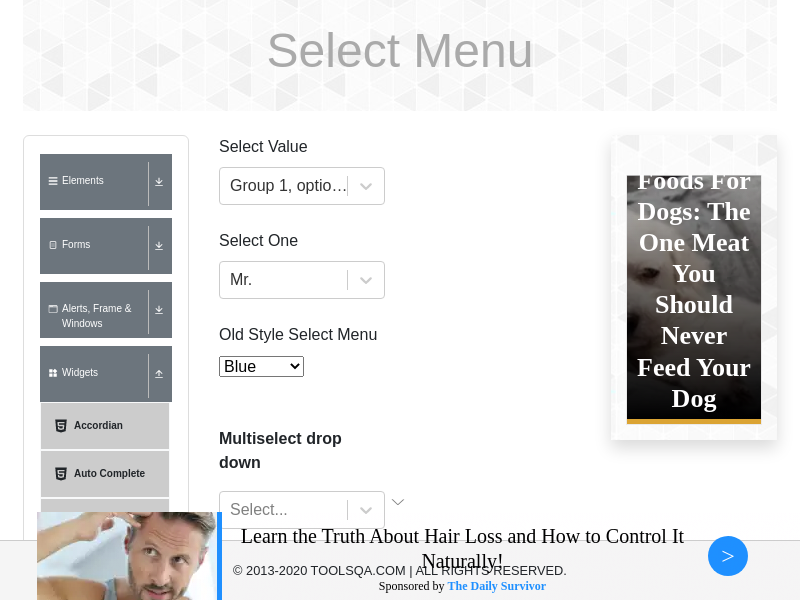 Select Menu
Elements
Forms
Alerts, Frame &
Windows
Widgets
Accordian
Auto Complete
Select Value
Group 1, optio...
Select One
Mr.
Old Style Select Menu
Blue
Multiselect drop
down
Select...
Foods For
Dogs: The
One Meat
You
Should
Never
Feed Your
Dog
Learn the Truth About Hair Loss and How to Control It
Naturally!
© 2013-2020 TOOLSQA.COM | ALL RIGHTS RESERVED.
Sponsored by The Daily Survivor
>